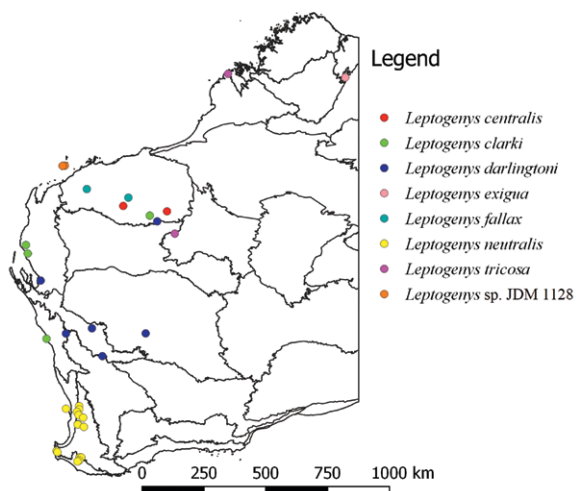 Legend
Leptogenys centralis
Leptogenys clarki
Leptogenys darlingtoni
Leptogenys exigua
Leptogenys fallax
Leptogenys neutralis
Leptogenys tricosa
Leptogenys sp. JDM 1128
0 250 500 750 1000 km